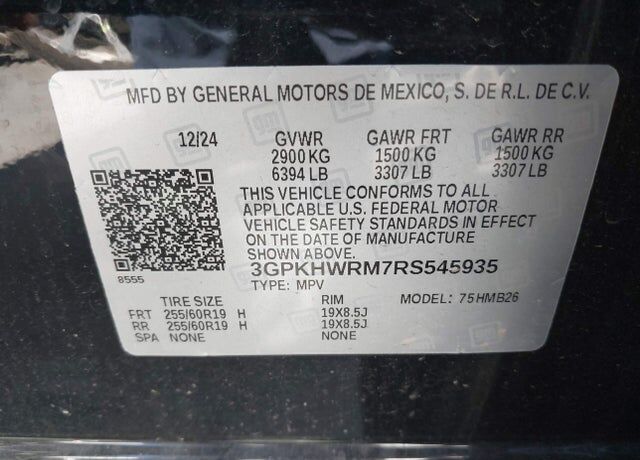 MFD BY GENERAL MOTORS DE MEXICO, S. DE R.L. DE C.V.
12/24 GVWR GAWR FRT GAWR RR
2900 KG 1500 KG 1500 KG
6394 LB 3307 LB 3307 LB
THIS VEHICLE CONFORMS TO ALL
APPLICABLE U.S. FEDERAL MOTOR
VEHICLE SAFETY STANDARDS IN EFFECT
ON THE DATE OF MANUFACTURE
SHOWN ABOVE.
8555
3GPKHWRM7RS545935
TYPE: MPV MODEL: 75HMB26
TIRE SIZE RIM
FRT 255/60R19 H 19X8.5J
RR 255/60R19 H 19X8.5J
SPA NONE NONE